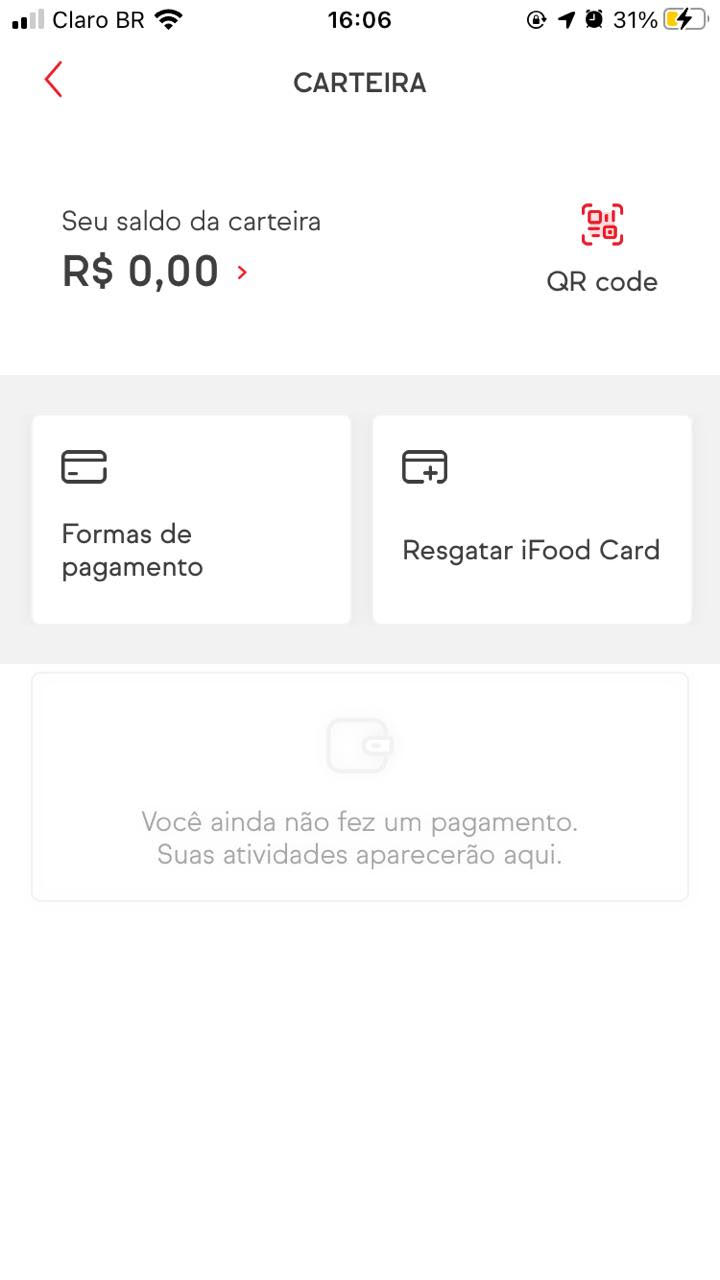 Claro BR 16:06 31%
CARTEIRA
Seu saldo da carteira
R$ 0,00
QR code
Formas de
pagamento
Resgatar iFood Card
Você ainda não fez um pagamento.
Suas atividades aparecerão aqui.